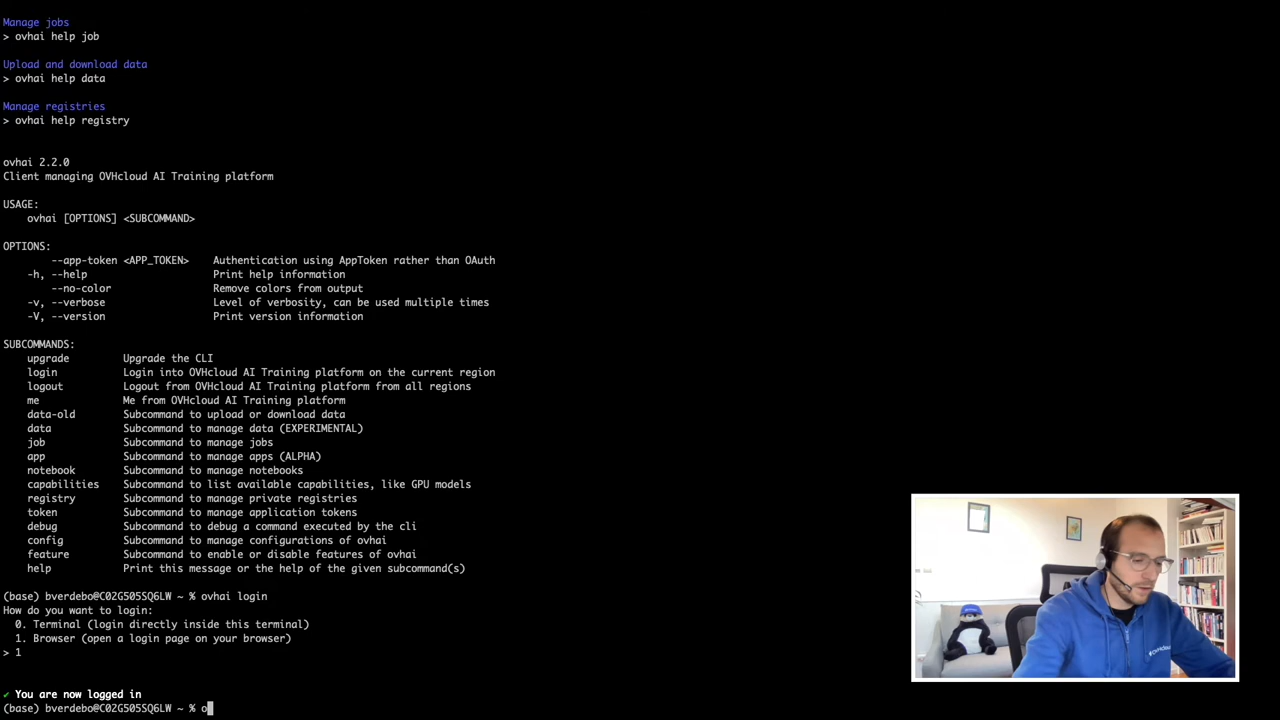 Manage jobs
> ovhai help job
Upload and download data
> ovhai help data
Manage registries
> ovhai help registry
ovhai 2.2.0
Client managing OVHcloud AI Training platform
USAGE:
ovhai [OPTIONS] <SUBCOMMAND>
OPTIONS:
--app-token <APP_TOKEN> Authentication using AppToken rather than OAuth
-h, --help Print help information
--no-color Remove colors from output
-v, --verbose Level of verbosity, can be used multiple times
-V, --version Print version information
SUBCOMMANDS:
upgrade Upgrade the CLI
login Login into OVHcloud AI Training platform on the current region
logout Logout from OVHcloud AI Training platform from all regions
me Me from OVHcloud AI Training platform
data-old Subcommand to upload or download data
data Subcommand to manage data (EXPERIMENTAL)
job Subcommand to manage jobs
app Subcommand to manage apps (ALPHA)
notebook Subcommand to manage notebooks
capabilities Subcommand to list available capabilities, like GPU models
registry Subcommand to manage private registries
token Subcommand to manage application tokens
debug Subcommand to debug a command executed by the cli
config Subcommand to manage configurations of ovhai
feature Subcommand to enable or disable features of ovhai
help Print this message or the help of the given subcommand(s)
(base) bverdebo@C02G505SQ6LW ~ % ovhai login
How do you want to login:
0. Terminal (login directly inside this terminal)
1. Browser (open a login page on your browser)
> 1
✔ You are now logged in
(base) bverdebo@C02G505SQ6LW ~ % o
OVHcloud